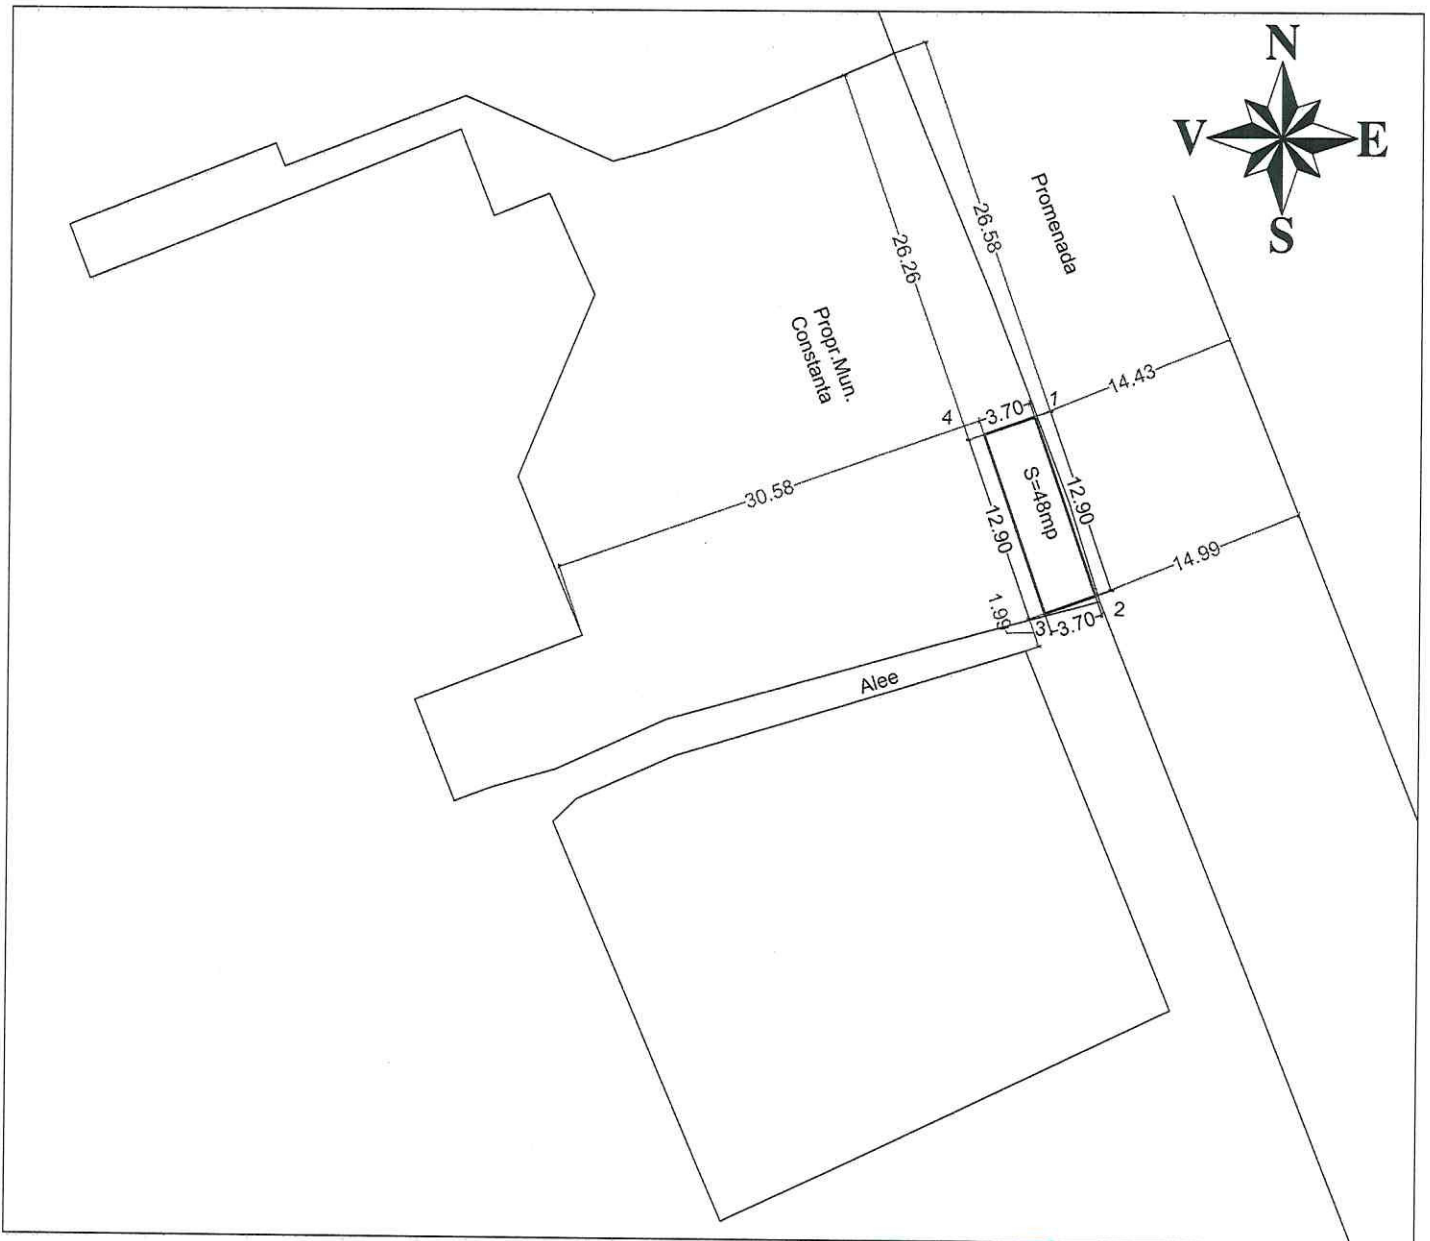 N
V
E
S
Promenada
26.58
26.26
Propr.Mun.
Constanta
14.43
4
3.70
1
30.58
S=48mp
12.90
12.90
14.99
1.99
3
3.70
2
Alee